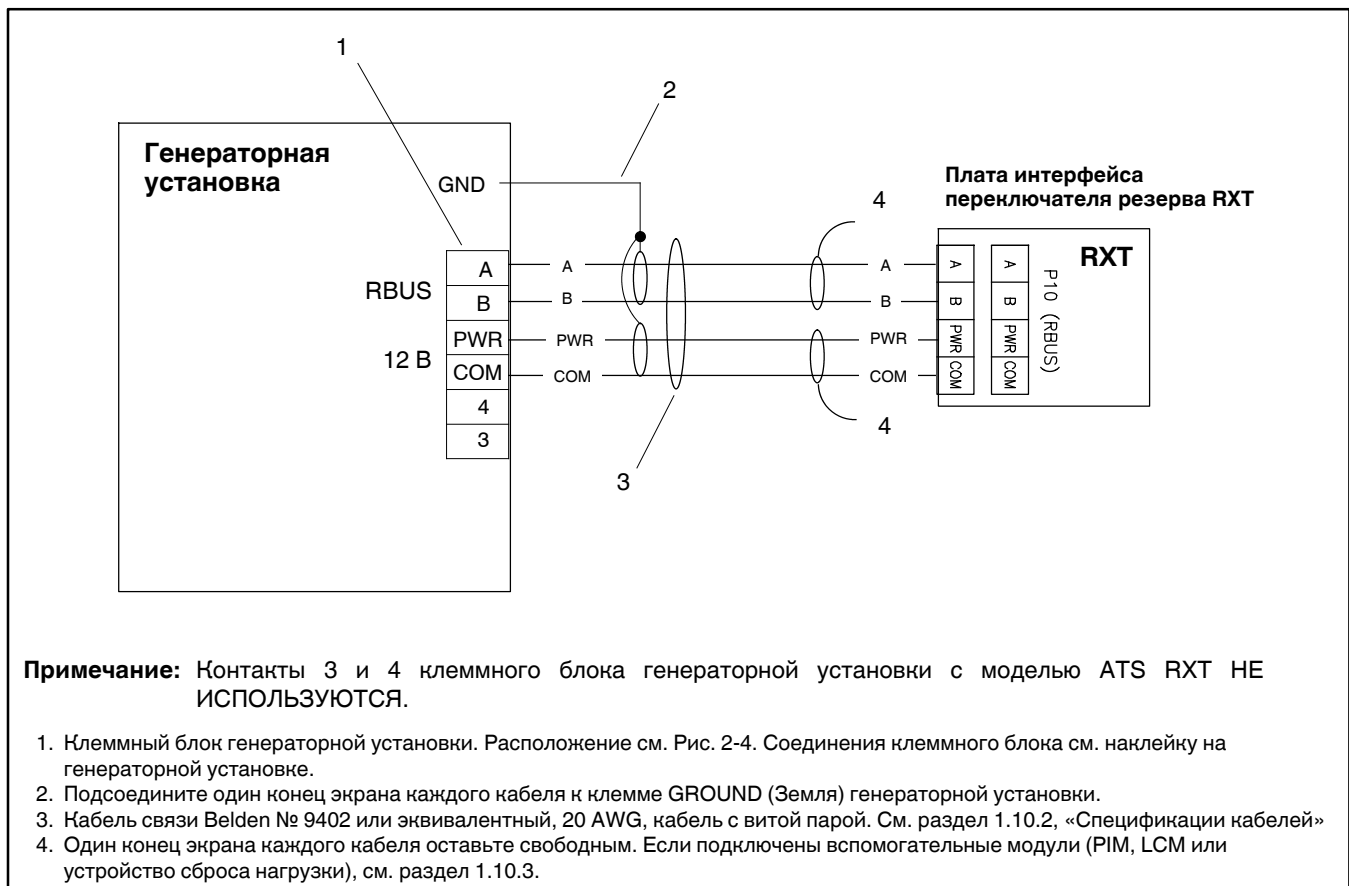 1
2
Генераторная
установка
GND
Плата интерфейса
переключателя резерва RXT
4
RXT
RBUS
A
A
A
A
A
B
B
B
B
B
P10 (RBUS)
12 В
PWR
PWR
PWR
PWR
PWR
COM
COM
COM
COM
COM
4
3
4
3
Примечание: Контакты 3 и 4 клеммного блока генераторной установки с моделью ATS RXT НЕ
ИСПОЛЬЗУЮТСЯ.
1. Клеммный блок генераторной установки. Расположение см. Рис. 2-4. Соединения клеммного блока см. наклейку на
генераторной установке.
2. Подсоедините один конец экрана каждого кабеля к клемме GROUND (Земля) генераторной установки.
3. Кабель связи Belden № 9402 или эквивалентный, 20 AWG, кабель с витой парой. См. раздел 1.10.2, «Спецификации кабелей»
4. Один конец экрана каждого кабеля оставьте свободным. Если подключены вспомогательные модули (PIM, LCM или
устройство сброса нагрузки), см. раздел 1.10.3.